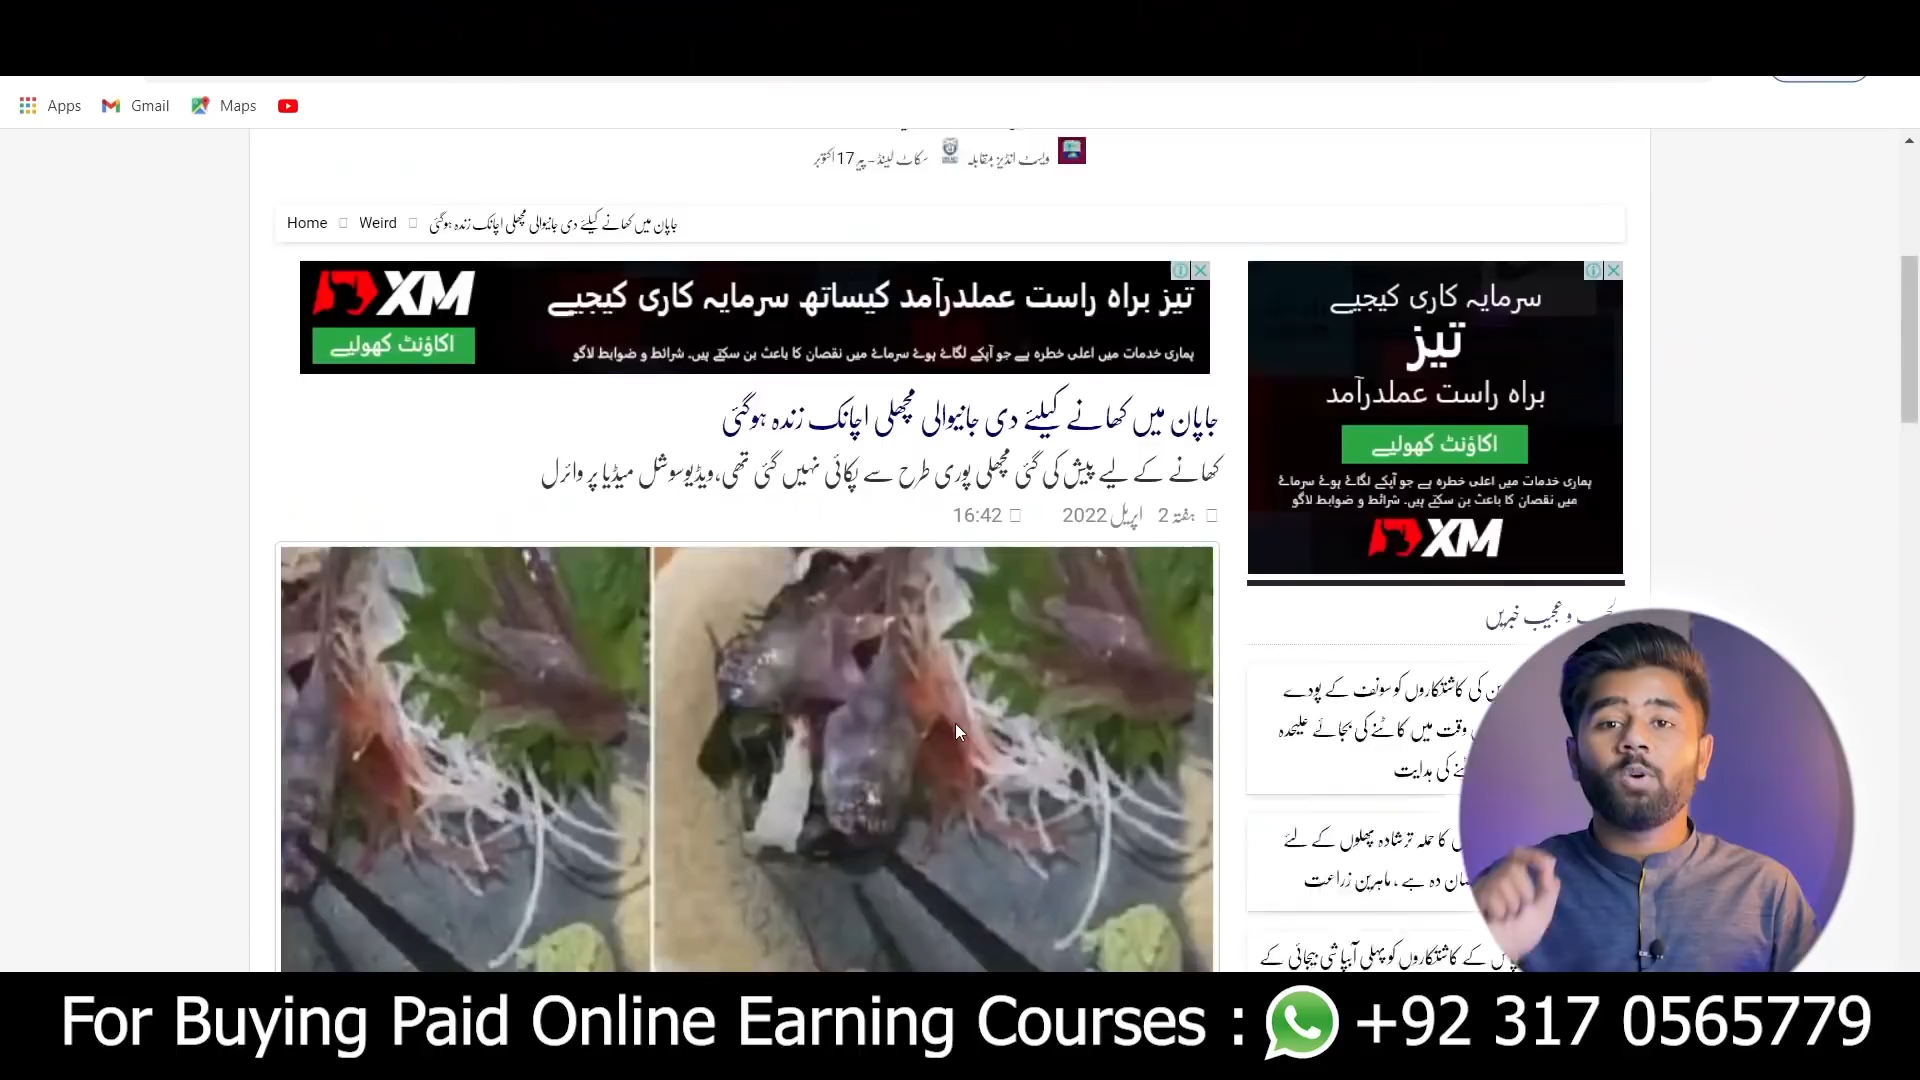 Apps Gmail Maps
ویسٹ انڈیز بمقابلہ سکاٹ لینڈ - پیر 17 اکتوبر
Home Weird جاپان میں کھانے کیلئے دی جانیوالی مچھلی اچانک زندہ ہوگئی
XM
تیز براہ راست عملدرآمد کیساتھ سرمایہ کاری کیجیے
اکاؤنٹ کھولیے
ہماری خدمات میں اعلی خطرہ ہے جو آپکے لگائے ہوئے سرمائے میں نقصان کا باعث بن سکتے ہیں۔ شرائط و ضوابط لاگو
سرمایہ کاری کیجیے
تیز
براہ راست عملدرآمد
اکاؤنٹ کھولیے
ہماری خدمات میں اعلی خطرہ ہے جو آپکے لگائے ہوئے سرمائے
میں نقصان کا باعث بن سکتے ہیں۔ شرائط و ضوابط لاگو
XM
جاپان میں کھانے کیلئے دی جانیوالی مچھلی اچانک زندہ ہوگئی
کھانے کے لیے پیش کی گئی مچھلی پوری طرح سے پکائی نہیں گئی تھی،ویڈیوسوشل میڈیا پر وائرل
ہفتہ 2 اپریل 2022 16:42
و عجیب خبریں
کی کاشتکاروں کو سونف کے پودے
وقت میں کاٹنے کی بجائے علیحدہ
کی ہدایت
کا حملہ ترشادہ پھلوں کے لئے
دہ ہے ، ماہرین زراعت
کے کاشتکاروں کو پہلی آبپاشی بیجائی کے
For Buying Paid Online Earning Courses : +92 317 0565779